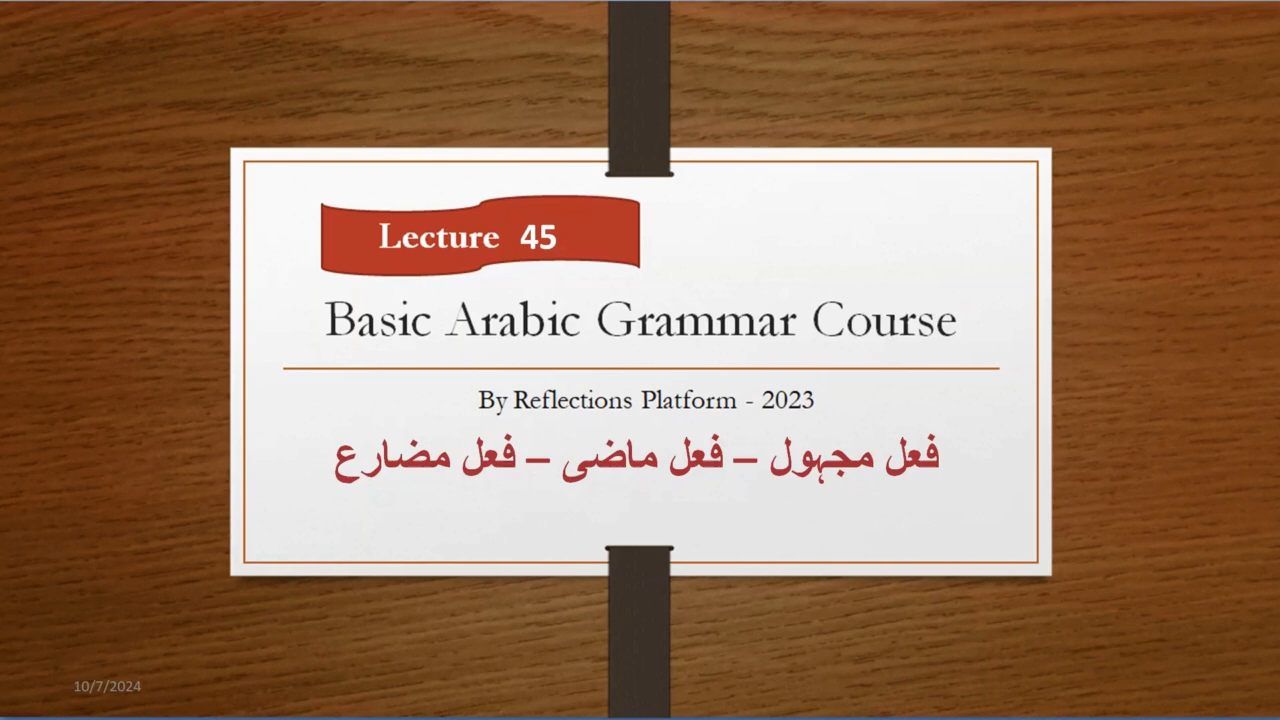 Lecture 45
Basic Arabic Grammar Course
By Reflections Platform - 2023
فعل مجہول – فعل ماضی – فعل مضارع
10/7/2024